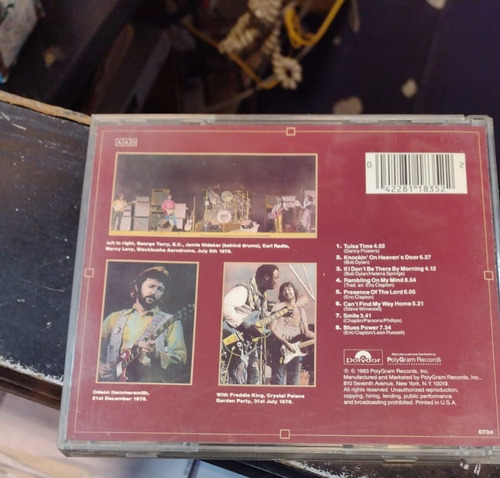 AAD
0 42281 18352 2
left to right, George Terry, E.C., Jamie Oldaker (behind drums), Carl Radle,
Marcy Levy, Blackbushe Aerodrome, July 8th 1978.
Odeon Hammersmith,
21st December 1978.
With Freddie King, Crystal Palace
Garden Party, 31st July 1976.
1. Tulsa Time 4.02
(Danny Flowers)
2. Knockin' On Heaven's Door 6.27
(Bob Dylan)
3. If I Don't Be There By Morning 4.12
(Bob Dylan/Helena Springs)
4. Rambling On My Mind 8.54
(Trad. arr. Eric Clapton)
5. Presence Of The Lord 6.05
(Eric Clapton)
6. Can't Find My Way Home 5.21
(Steve Winwood)
7. Smile 3.41
(Chaplin/Parsons/Phillips)
8. Blues Power 7.34
(Eric Clapton/Leon Russell)
polydor
Manufactured and Marketed by
PolyGram Records
℗ © 1983 PolyGram Records, Inc.
Manufactured and Marketed by PolyGram Records, Inc.,
810 Seventh Avenue, New York, N.Y. 10019.
All rights reserved. Unauthorized reproduction,
copying, hiring, lending, public performance
and broadcasting prohibited. Printed in U.S.A.
0704